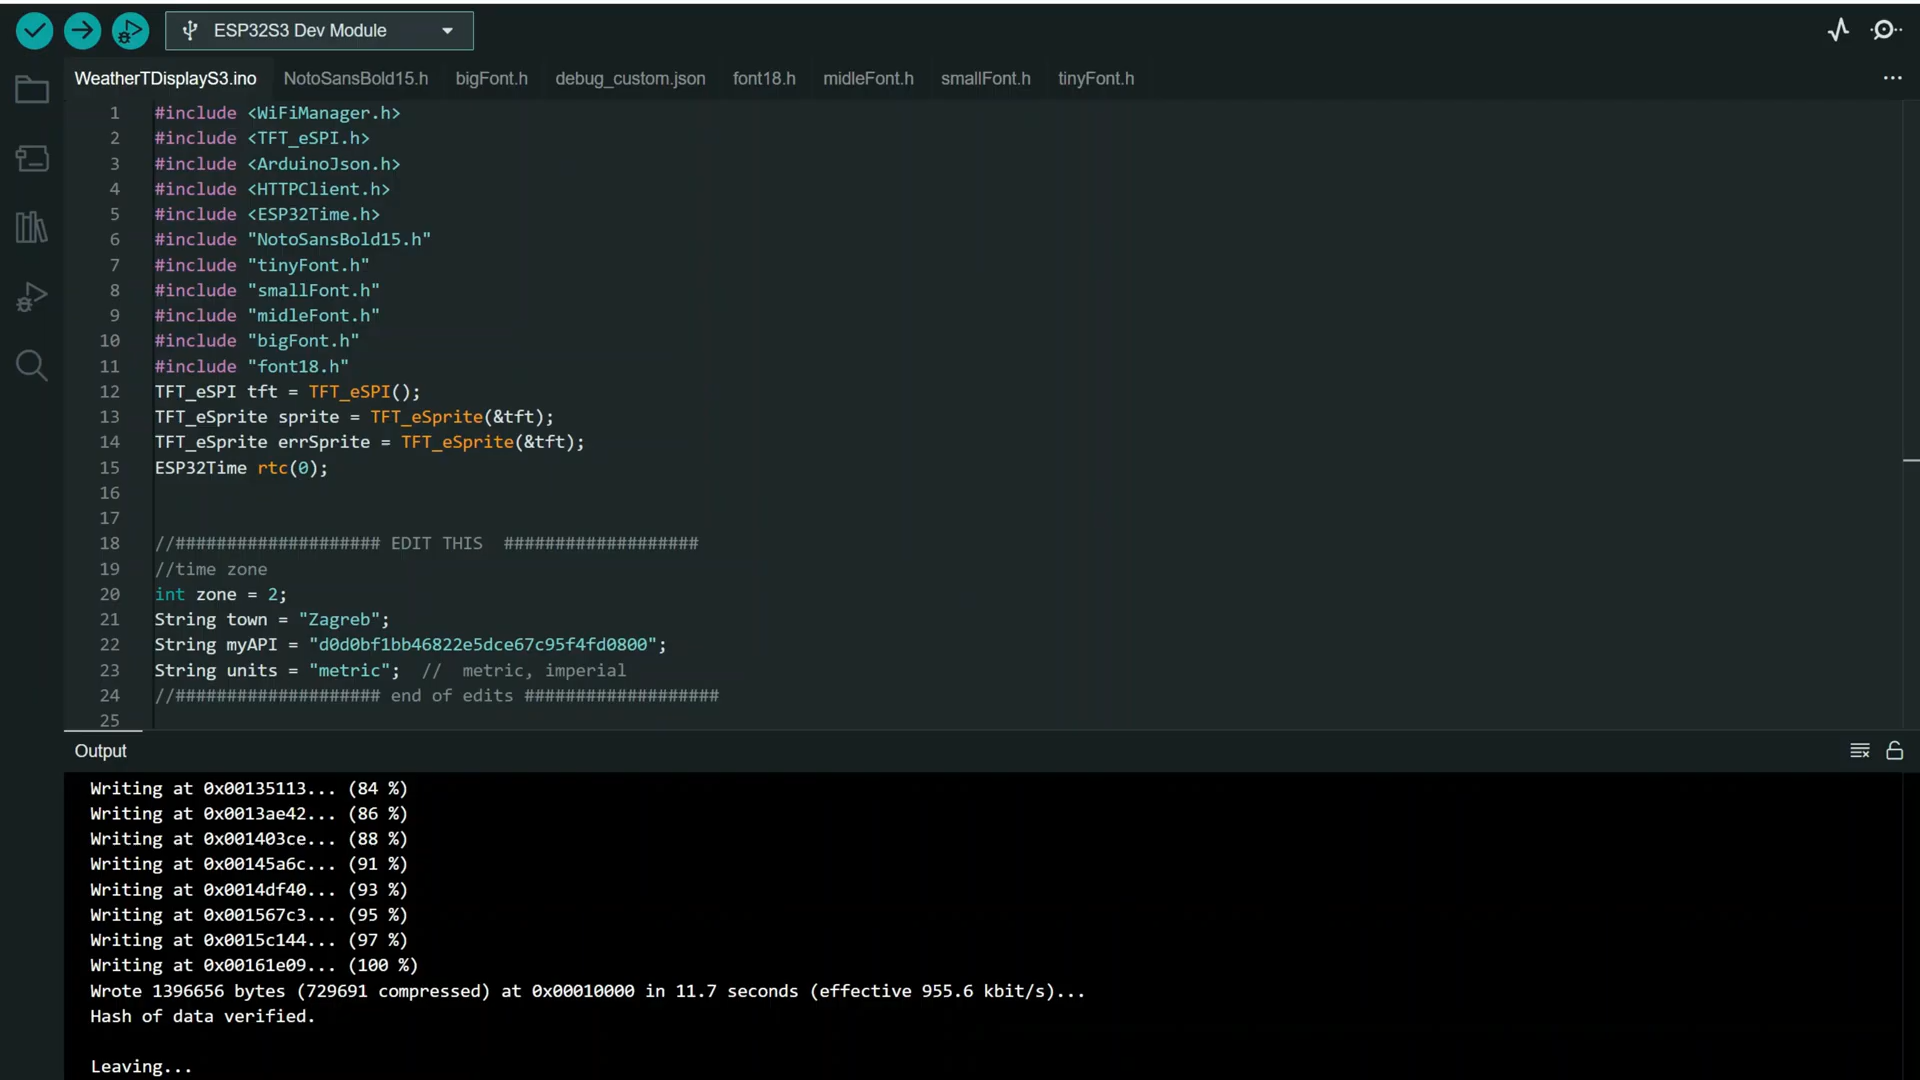 ESP32S3 Dev Module
WeatherTDisplayS3.ino NotoSansBold15.h bigFont.h debug_custom.json font18.h midleFont.h smallFont.h tinyFont.h
1 #include <WiFiManager.h>
2 #include <TFT_eSPI.h>
3 #include <ArduinoJson.h>
4 #include <HTTPClient.h>
5 #include <ESP32Time.h>
6 #include "NotoSansBold15.h"
7 #include "tinyFont.h"
8 #include "smallFont.h"
9 #include "midleFont.h"
10 #include "bigFont.h"
11 #include "font18.h"
12 TFT_eSPI tft = TFT_eSPI();
13 TFT_eSprite sprite = TFT_eSprite(&tft);
14 TFT_eSprite errSprite = TFT_eSprite(&tft);
15 ESP32Time rtc(0);
16
17
18 //#################### EDIT THIS  ###################
19 //time zone
20 int zone = 2;
21 String town = "Zagreb";
22 String myAPI = "d0d0bf1bb46822e5dce67c95f4fd0800";
23 String units = "metric";  //  metric, imperial
24 //#################### end of edits ###################
25
Output
Writing at 0x00135113... (84 %)
Writing at 0x0013ae42... (86 %)
Writing at 0x001403ce... (88 %)
Writing at 0x00145a6c... (91 %)
Writing at 0x0014df40... (93 %)
Writing at 0x001567c3... (95 %)
Writing at 0x0015c144... (97 %)
Writing at 0x00161e09... (100 %)
Wrote 1396656 bytes (729691 compressed) at 0x00010000 in 11.7 seconds (effective 955.6 kbit/s)...
Hash of data verified.
Leaving...